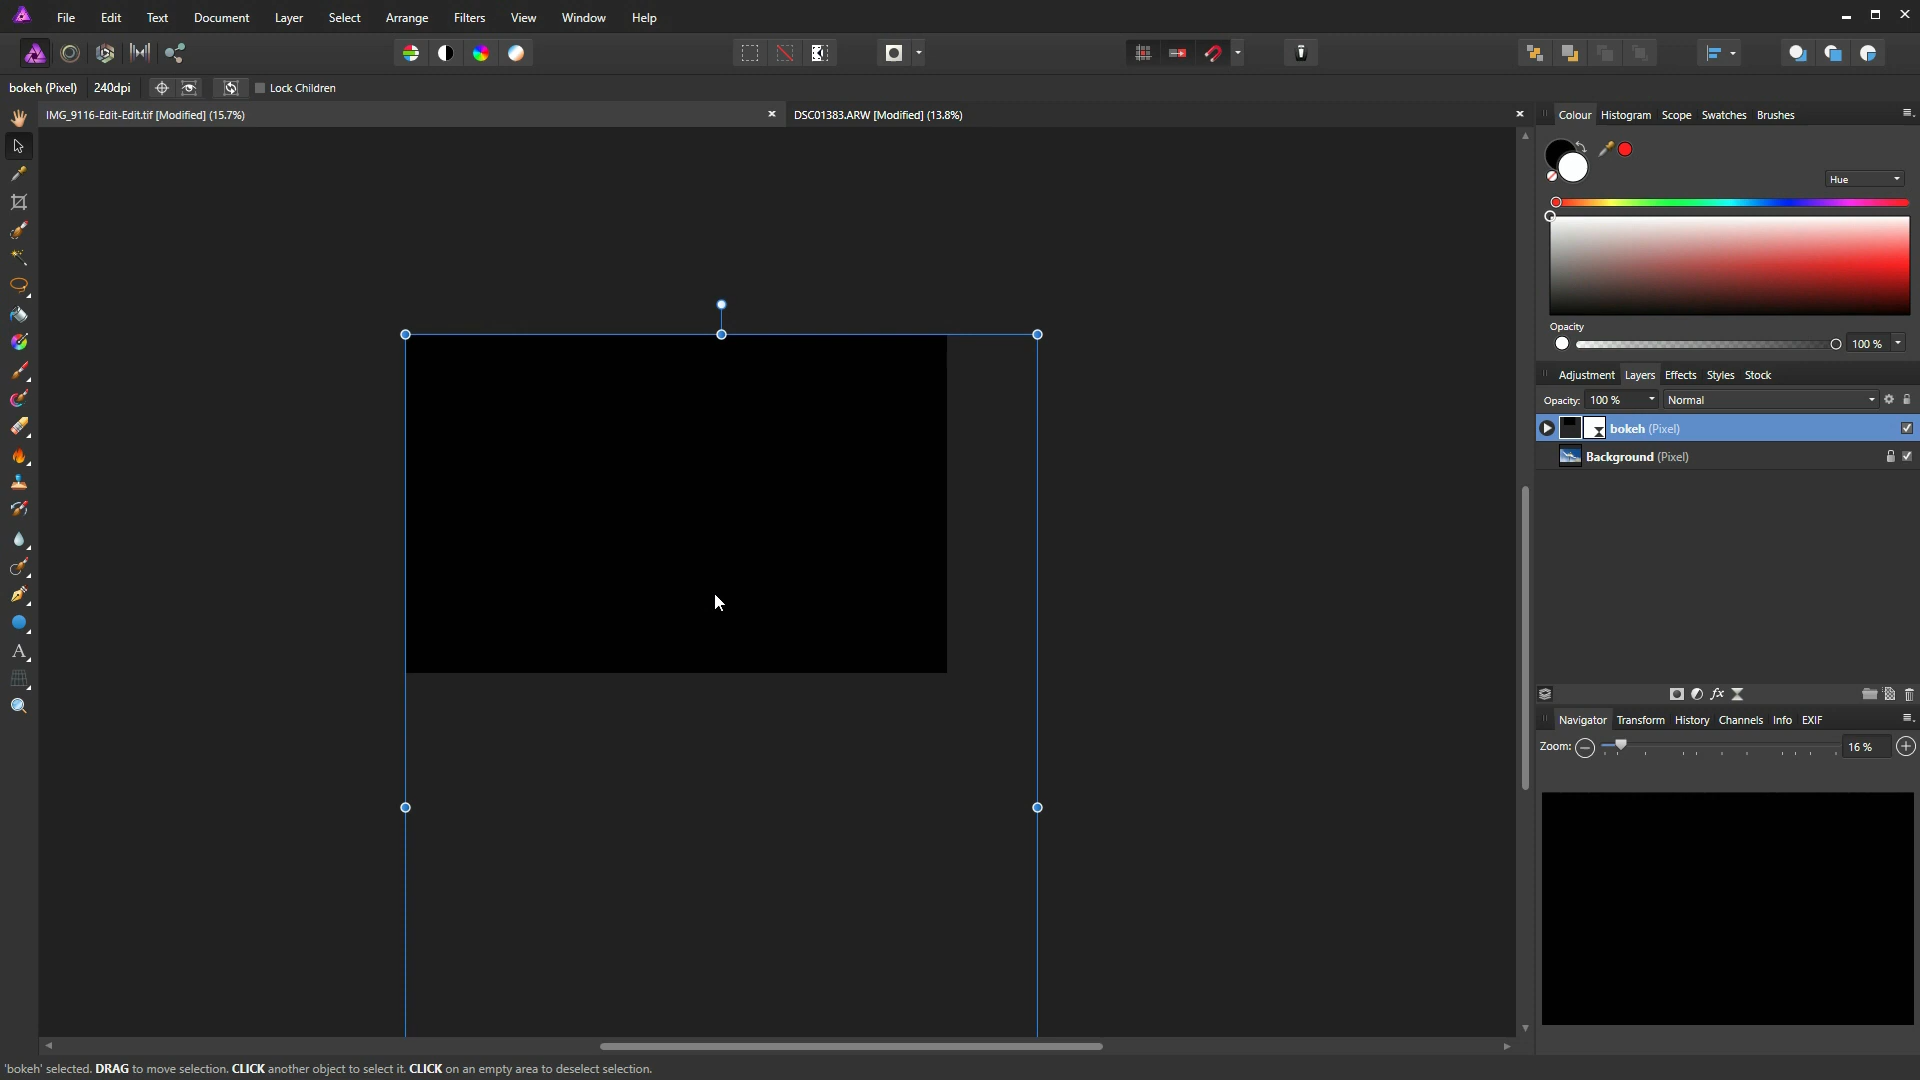 File Edit Text Document Layer Select Arrange Filters View Window Help
bokeh (Pixel) 240dpi Lock Children
IMG_9116-Edit-Edit.tif [Modified] (15.7%) DSC01383.ARW [Modified] (13.8%)
Colour Histogram Scope Swatches Brushes
Hue
Opacity
100 %
Adjustment Layers Effects Styles Stock
Opacity: 100 % Normal
bokeh (Pixel)
Background (Pixel)
Navigator Transform History Channels Info EXIF
Zoom: 16 %
'bokeh' selected. DRAG to move selection. CLICK another object to select it. CLICK on an empty area to deselect selection.